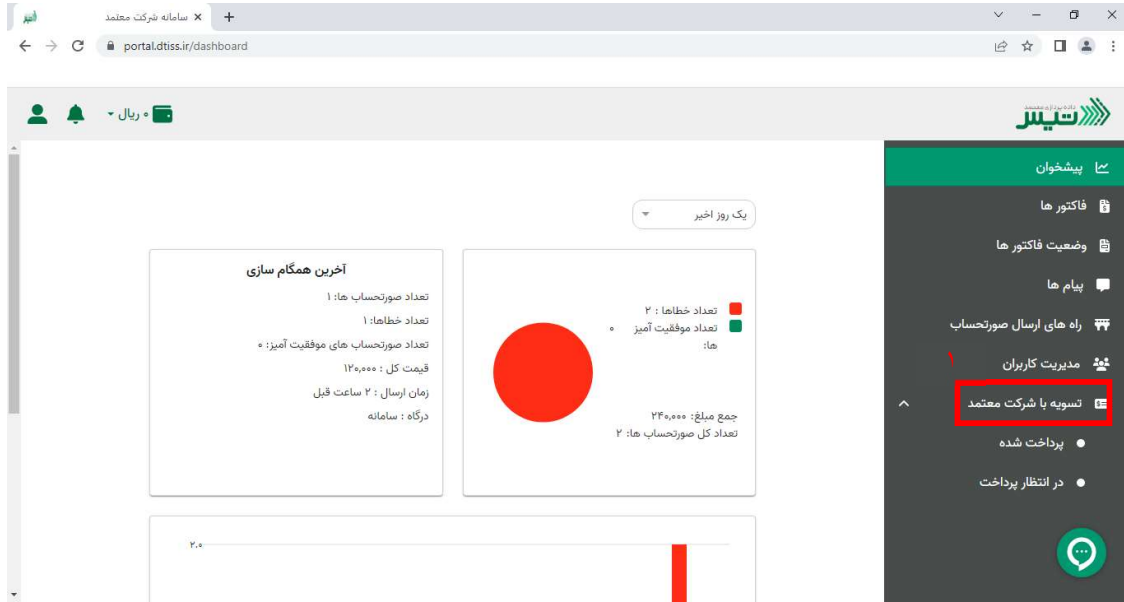 سامانه شرکت معتمد
portal.dtiss.ir/dashboard
۰ ریال
تتیس
پیشخوان
فاکتور ها
وضعیت فاکتور ها
پیام ها
راه های ارسال صورتحساب
مدیریت کاربران
۱
تسویه با شرکت معتمد
پرداخت شده
در انتظار پرداخت
یک روز اخیر
تعداد خطاها : ۲
تعداد موفقیت آمیز ۰
ها:
جمع مبلغ: ۲۴۰,۰۰۰
تعداد کل صورتحساب ها: ۲
آخرین همگام سازی
تعداد صورتحساب ها: ۱
تعداد خطاها: ۱
تعداد صورتحساب های موفقیت آمیز: ۰
قیمت کل : ۱۲۰,۰۰۰
زمان ارسال : ۲ ساعت قبل
درگاه : سامانه
۲.۰